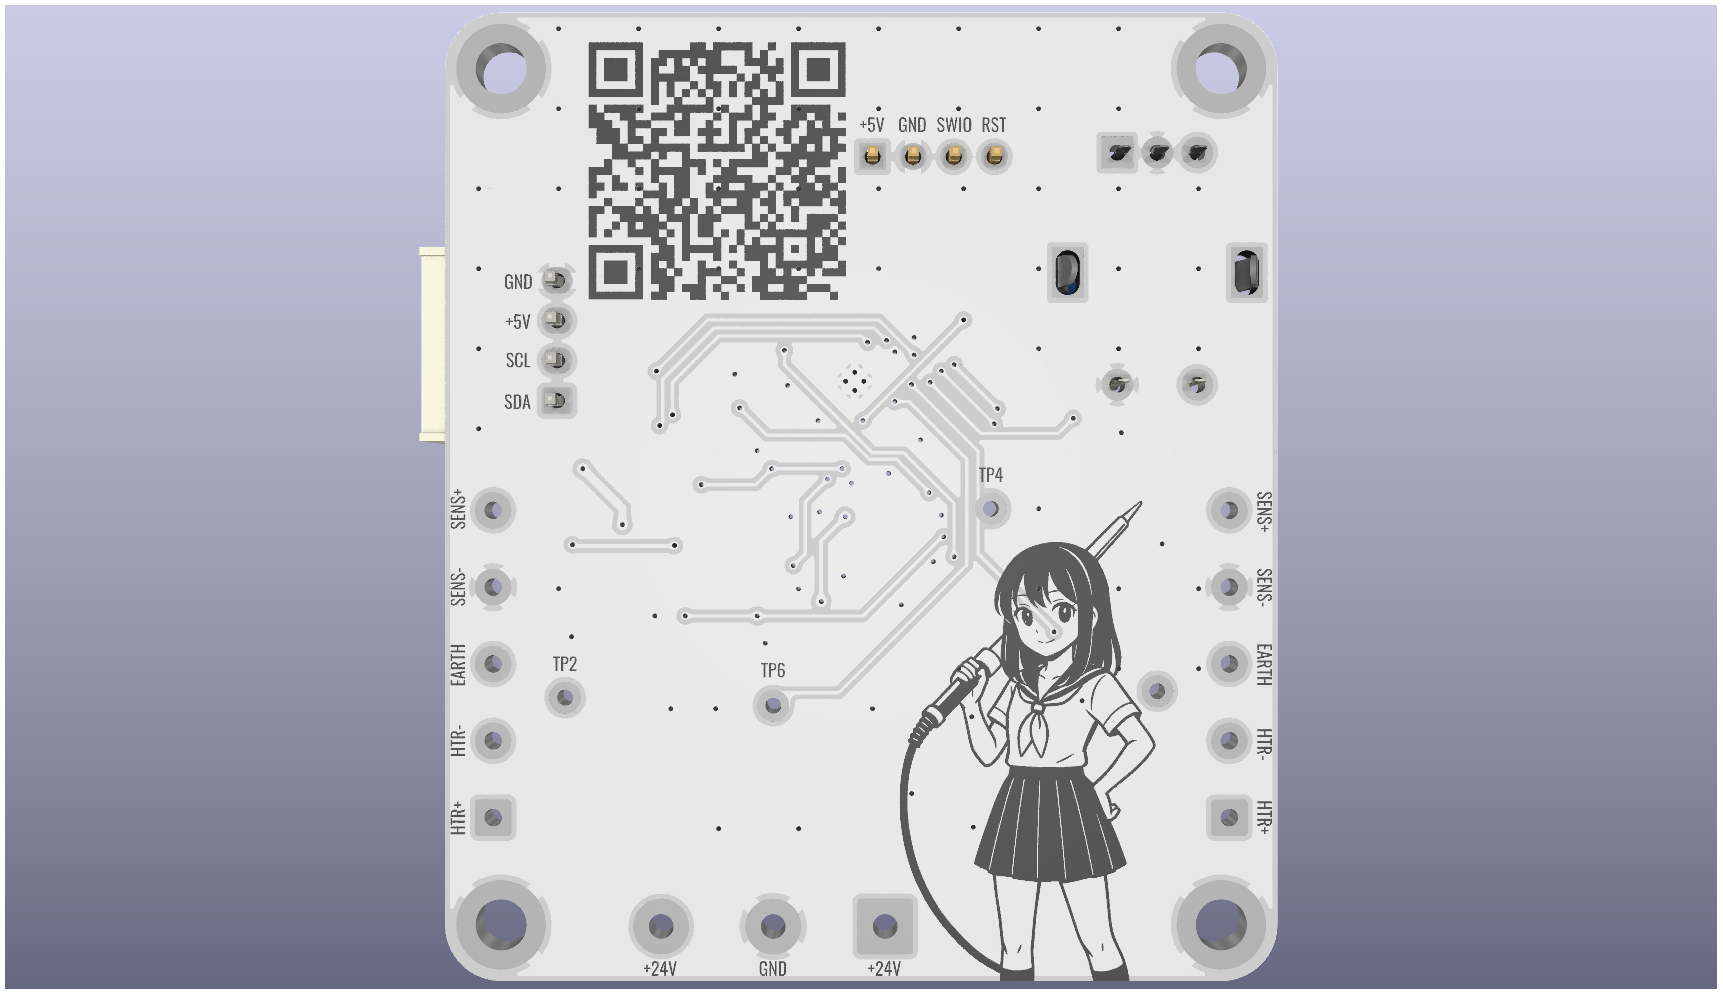 +5V GND SWIO RST
GND
+5V
SCL
SDA
TP4
SENS+
SENS+
SENS-
SENS-
EARTH
EARTH
TP2
TP6
HTR-
HTR-
HTR+
HTR+
+24V GND +24V